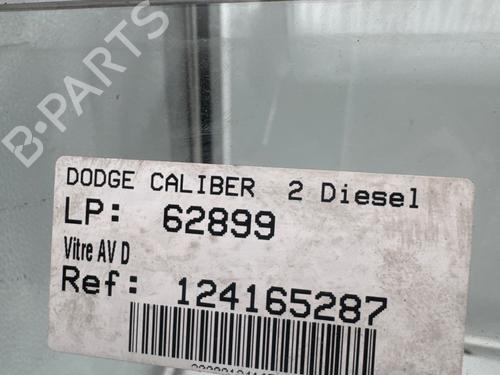 B-PARTS
DODGE CALIBER 2 Diesel
LP: 62899
Vitre AV D
Ref: 124165287